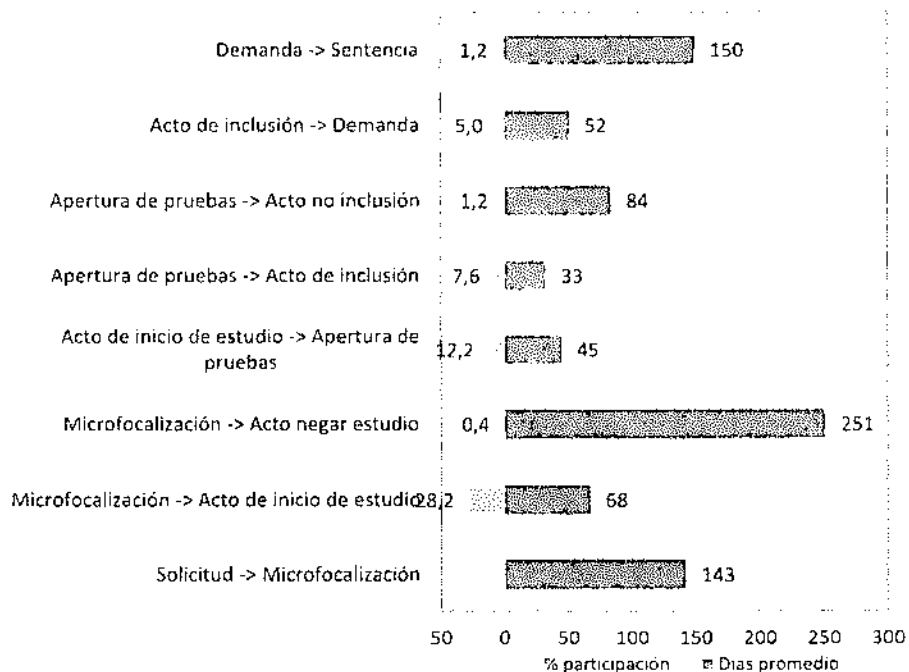 Demanda -> Sentencia 1,2 150
Acto de inclusión -> Demanda 5,0 52
Apertura de pruebas -> Acto no inclusión 1,2 84
Apertura de pruebas -> Acto de inclusión 7,6 33
Acto de inicio de estudio -> Apertura de
pruebas 12,2 45
Microfocalización -> Acto negar estudio 0,4 251
Microfocalización -> Acto de inicio de estudio 28,2 68
Solicitud -> Microfocalización 143
50 0 50 100 150 200 250 300
% participación Dias promedio